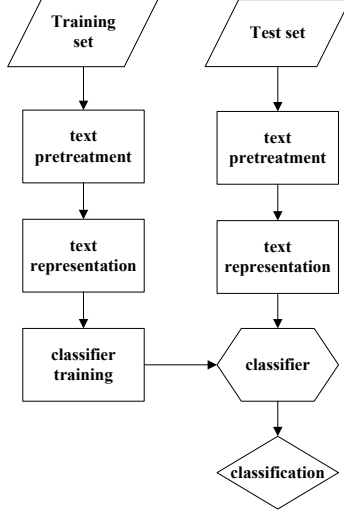 Training
set
Test set
text
pretreatment
text
pretreatment
text
representation
text
representation
classifier
training
classifier
classification